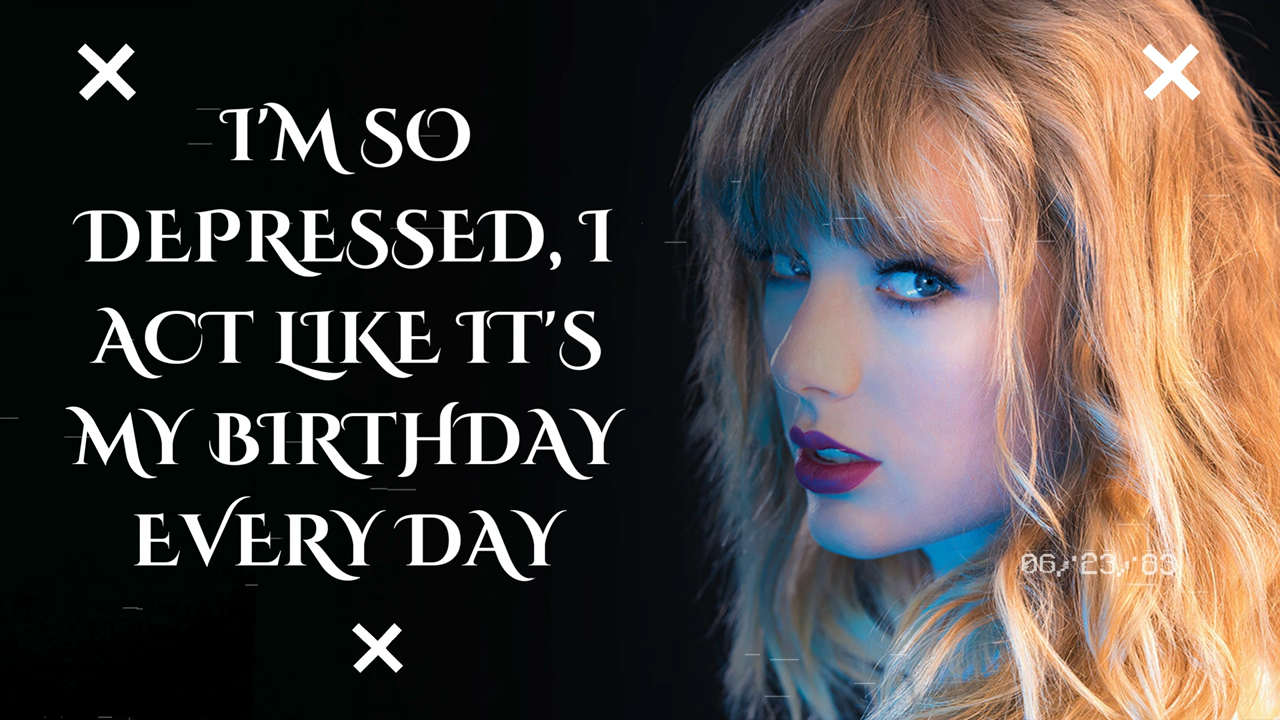 I'M SO
DEPRESSED, I
ACT LIKE IT'S
MY BIRTHDAY
EVERY DAY
06/23/83